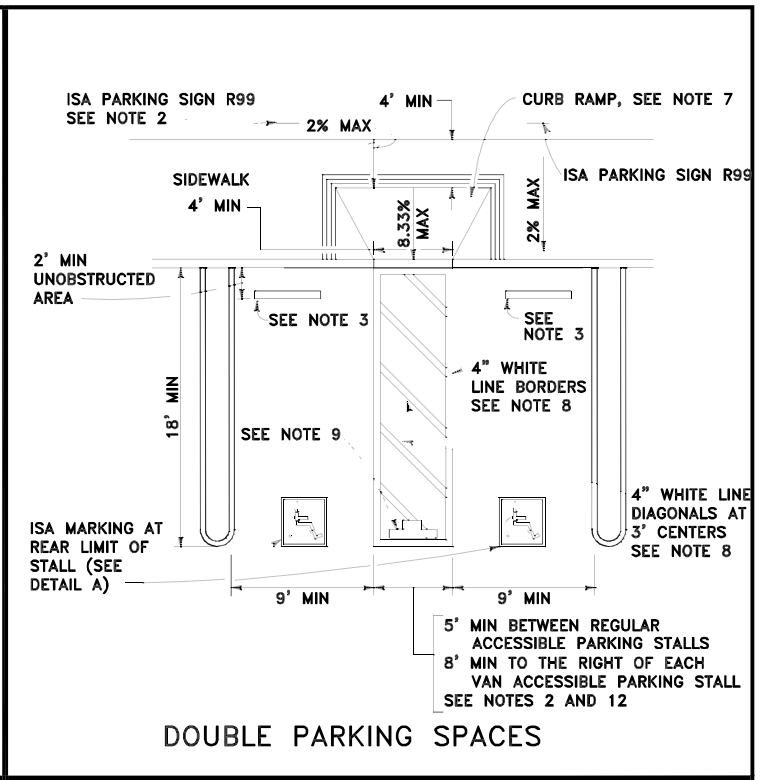 ISA PARKING SIGN R99
SEE NOTE 2
2% MAX
4' MIN
CURB RAMP, SEE NOTE 7
ISA PARKING SIGN R99
SIDEWALK
4' MIN
8.33%
MAX
2% MAX
2' MIN
UNOBSTRUCTED
AREA
SEE NOTE 3
SEE
NOTE 3
18' MIN
4" WHITE
LINE BORDERS
SEE NOTE 8
SEE NOTE 9
ISA MARKING AT
REAR LIMIT OF
STALL (SEE
DETAIL A)
4" WHITE LINE
DIAGONALS AT
3' CENTERS
SEE NOTE 8
9' MIN
9' MIN
5' MIN BETWEEN REGULAR
ACCESSIBLE PARKING STALLS
8' MIN TO THE RIGHT OF EACH
VAN ACCESSIBLE PARKING STALL
SEE NOTES 2 AND 12
DOUBLE PARKING SPACES